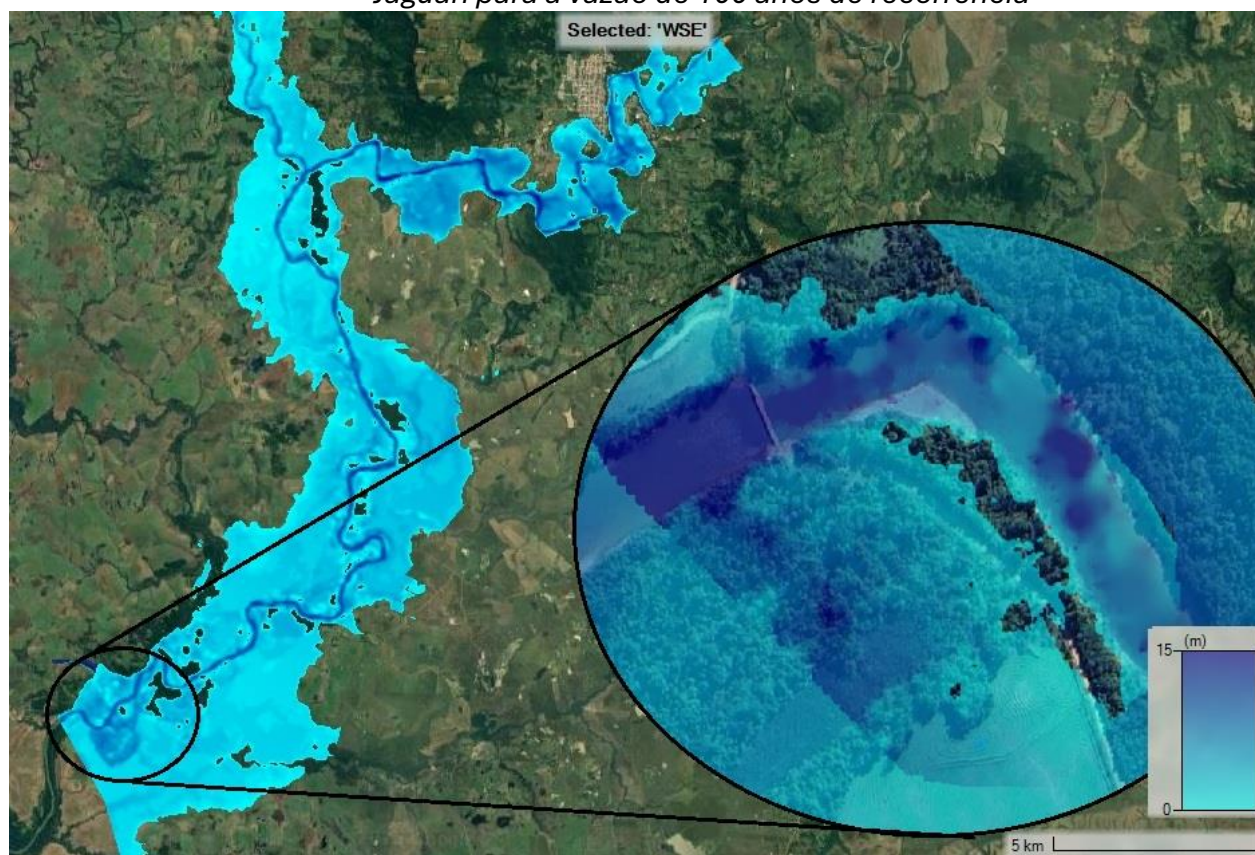 Jaguari para a vazão de 100 anos de recorrência
Selected: 'WSE'
(m)
15
0
5 km